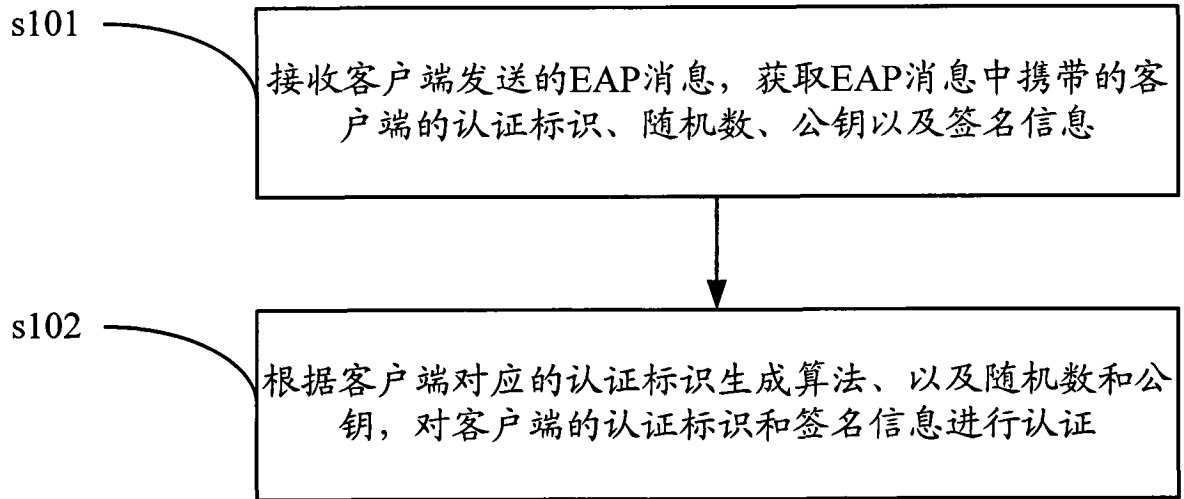 s101
接收客户端发送的EAP消息，获取EAP消息中携带的客
户端的认证标识、随机数、公钥以及签名信息
s102
根据客户端对应的认证标识生成算法、以及随机数和公
钥，对客户端的认证标识和签名信息进行认证